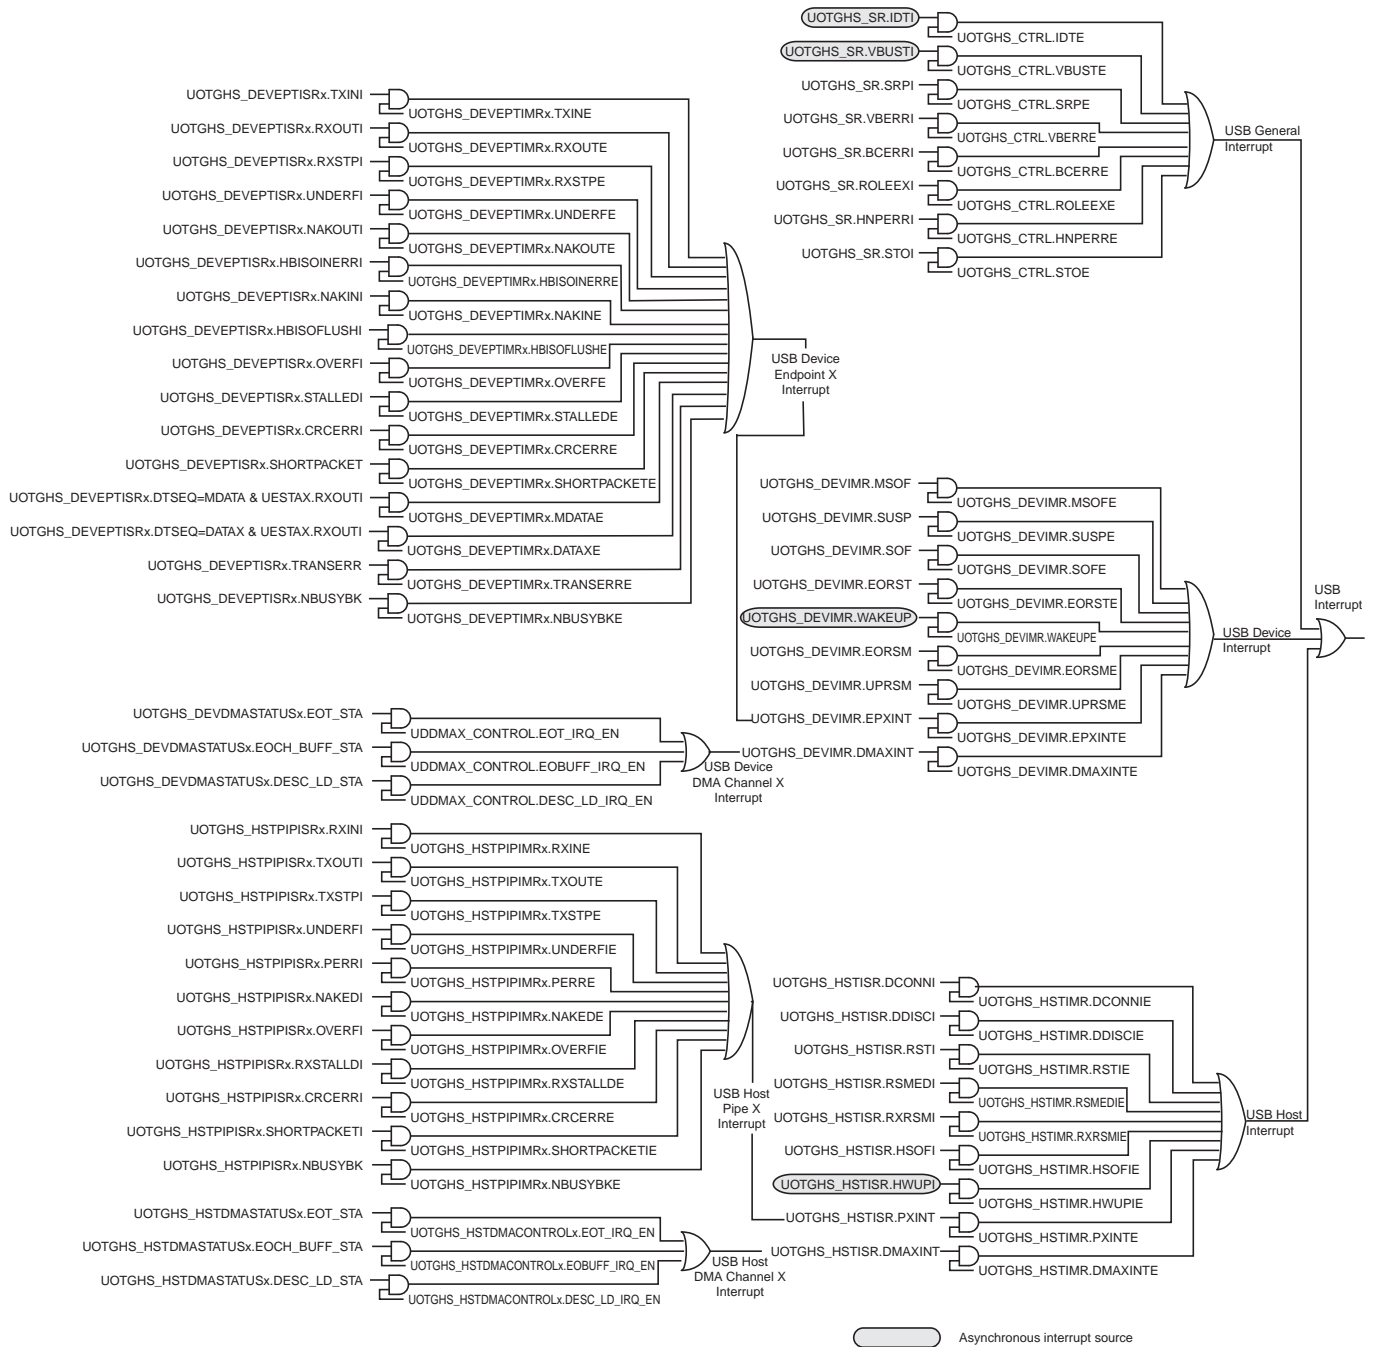 UOTGHS_SR.IDTI
UOTGHS_CTRL.IDTE
UOTGHS_SR.VBUSTI
UOTGHS_CTRL.VBUSTE
UOTGHS_SR.SRPI
UOTGHS_CTRL.SRPE
UOTGHS_SR.VBERRI
UOTGHS_CTRL.VBERRE
UOTGHS_SR.BCERRI
UOTGHS_CTRL.BCERRE
UOTGHS_SR.ROLEEXI
UOTGHS_CTRL.ROLEEXE
UOTGHS_SR.HNPERRI
UOTGHS_CTRL.HNPERRE
UOTGHS_SR.STOI
UOTGHS_CTRL.STOE
USB General
Interrupt
UOTGHS_DEVEPTISRx.TXINI
UOTGHS_DEVEPTIMRx.TXINE
UOTGHS_DEVEPTISRx.RXOUTI
UOTGHS_DEVEPTIMRx.RXOUTE
UOTGHS_DEVEPTISRx.RXSTPI
UOTGHS_DEVEPTIMRx.RXSTPE
UOTGHS_DEVEPTISRx.UNDERFI
UOTGHS_DEVEPTIMRx.UNDERFE
UOTGHS_DEVEPTISRx.NAKOUTI
UOTGHS_DEVEPTIMRx.NAKOUTE
UOTGHS_DEVEPTISRx.HBISOINERRI
UOTGHS_DEVEPTIMRx.HBISOINERRE
UOTGHS_DEVEPTISRx.NAKINI
UOTGHS_DEVEPTIMRx.NAKINE
UOTGHS_DEVEPTISRx.HBISOFLUSHI
UOTGHS_DEVEPTIMRx.HBISOFLUSHE
UOTGHS_DEVEPTISRx.OVERFI
UOTGHS_DEVEPTIMRx.OVERFE
UOTGHS_DEVEPTISRx.STALLEDI
UOTGHS_DEVEPTIMRx.STALLEDE
UOTGHS_DEVEPTISRx.CRCERRI
UOTGHS_DEVEPTIMRx.CRCERRE
UOTGHS_DEVEPTISRx.SHORTPACKET
UOTGHS_DEVEPTIMRx.SHORTPACKETE
UOTGHS_DEVEPTISRx.DTSEQ=MDATA & UESTAX.RXOUTI
UOTGHS_DEVEPTIMRx.MDATAE
UOTGHS_DEVEPTISRx.DTSEQ=DATAX & UESTAX.RXOUTI
UOTGHS_DEVEPTIMRx.DATAXE
UOTGHS_DEVEPTISRx.TRANSERR
UOTGHS_DEVEPTIMRx.TRANSERRE
UOTGHS_DEVEPTISRx.NBUSYBK
UOTGHS_DEVEPTIMRx.NBUSYBKE
USB Device
Endpoint X
Interrupt
UOTGHS_DEVIMR.MSOF
UOTGHS_DEVIMR.MSOFE
UOTGHS_DEVIMR.SUSP
UOTGHS_DEVIMR.SUSPE
UOTGHS_DEVIMR.SOF
UOTGHS_DEVIMR.SOFE
UOTGHS_DEVIMR.EORST
UOTGHS_DEVIMR.EORSTE
UOTGHS_DEVIMR.WAKEUP
UOTGHS_DEVIMR.WAKEUPE
UOTGHS_DEVIMR.EORSM
UOTGHS_DEVIMR.EORSME
UOTGHS_DEVIMR.UPRSM
UOTGHS_DEVIMR.UPRSME
UOTGHS_DEVIMR.EPXINT
UOTGHS_DEVIMR.EPXINTE
UOTGHS_DEVIMR.DMAXINT
UOTGHS_DEVIMR.DMAXINTE
USB Device
Interrupt
USB
Interrupt
UOTGHS_DEVDMASTATUSx.EOT_STA
UDDMAX_CONTROL.EOT_IRQ_EN
UOTGHS_DEVDMASTATUSx.EOCH_BUFF_STA
UDDMAX_CONTROL.EOBUFF_IRQ_EN
UOTGHS_DEVDMASTATUSx.DESC_LD_STA
UDDMAX_CONTROL.DESC_LD_IRQ_EN
USB Device
DMA Channel X
Interrupt
UOTGHS_HSTPIPISRx.RXINI
UOTGHS_HSTPIPIMRx.RXINE
UOTGHS_HSTPIPISRx.TXOUTI
UOTGHS_HSTPIPIMRx.TXOUTE
UOTGHS_HSTPIPISRx.TXSTPI
UOTGHS_HSTPIPIMRx.TXSTPE
UOTGHS_HSTPIPISRx.UNDERFI
UOTGHS_HSTPIPIMRx.UNDERFIE
UOTGHS_HSTPIPISRx.PERRI
UOTGHS_HSTPIPIMRx.PERRE
UOTGHS_HSTPIPISRx.NAKEDI
UOTGHS_HSTPIPIMRx.NAKEDE
UOTGHS_HSTPIPISRx.OVERFI
UOTGHS_HSTPIPIMRx.OVERFIE
UOTGHS_HSTPIPISRx.RXSTALLDI
UOTGHS_HSTPIPIMRx.RXSTALLDE
UOTGHS_HSTPIPISRx.CRCERRI
UOTGHS_HSTPIPIMRx.CRCERRE
UOTGHS_HSTPIPISRx.SHORTPACKETI
UOTGHS_HSTPIPIMRx.SHORTPACKETIE
UOTGHS_HSTPIPISRx.NBUSYBK
UOTGHS_HSTPIPIMRx.NBUSYBKE
USB Host
Pipe X
Interrupt
UOTGHS_HSTISR.DCONNI
UOTGHS_HSTIMR.DCONNIE
UOTGHS_HSTISR.DDISCI
UOTGHS_HSTIMR.DDISCIE
UOTGHS_HSTISR.RSTI
UOTGHS_HSTIMR.RSTIE
UOTGHS_HSTISR.RSMEDI
UOTGHS_HSTIMR.RSMEDIE
UOTGHS_HSTISR.RXRSMI
UOTGHS_HSTIMR.RXRSMIE
UOTGHS_HSTISR.HSOFI
UOTGHS_HSTIMR.HSOFIE
UOTGHS_HSTISR.HWUPI
UOTGHS_HSTIMR.HWUPIE
UOTGHS_HSTISR.PXINT
UOTGHS_HSTIMR.PXINTE
UOTGHS_HSTISR.DMAXINT
UOTGHS_HSTIMR.DMAXINTE
USB Host
Interrupt
UOTGHS_HSTDMASTATUSx.EOT_STA
UOTGHS_HSTDMACONTROLx.EOT_IRQ_EN
UOTGHS_HSTDMASTATUSx.EOCH_BUFF_STA
UOTGHS_HSTDMACONTROLx.EOBUFF_IRQ_EN
UOTGHS_HSTDMASTATUSx.DESC_LD_STA
UOTGHS_HSTDMACONTROLx.DESC_LD_IRQ_EN
USB Host
DMA Channel X
Interrupt
Asynchronous interrupt source